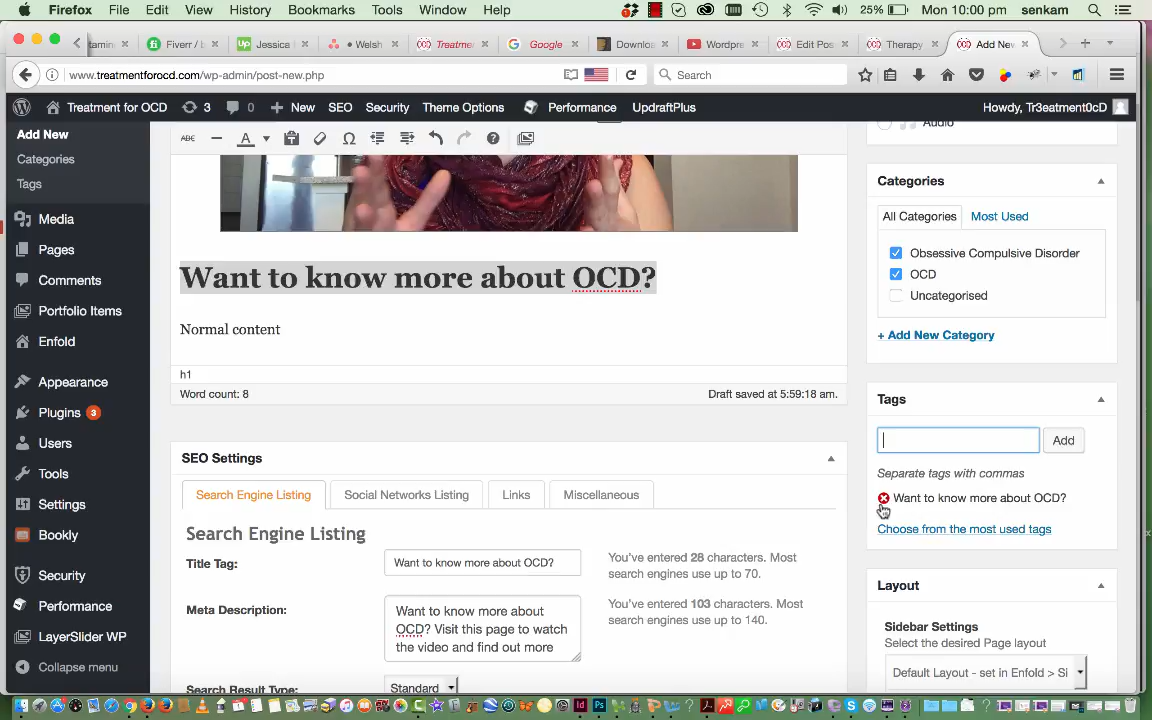 Firefox File Edit View History Bookmarks Tools Window Help 25% Mon 10:00 pm senkam
Fiverr / Jessica Welsh Treatme Google Downloa Wordpre Edit Pos Therapy Add New
www.treatmentforocd.com/wp-admin/post-new.php Search
Treatment for OCD 3 0 + New SEO Security Theme Options Performance UpdraftPlus Howdy, Tr3eatment0cD
Add New
Categories
Tags
Media
Pages
Comments
Portfolio Items
Enfold
Appearance
Plugins 3
Users
Tools
Settings
Bookly
Security
Performance
LayerSlider WP
Collapse menu
ABC A
Want to know more about OCD?
Normal content
h1
Word count: 8 Draft saved at 5:59:18 am.
SEO Settings
Search Engine Listing Social Networks Listing Links Miscellaneous
Search Engine Listing
Title Tag: Want to know more about OCD? You've entered 28 characters. Most
search engines use up to 70.
Meta Description: Want to know more about
OCD? Visit this page to watch
the video and find out more
You've entered 103 characters. Most
search engines use up to 140.
Search Result Type: Standard
Audio
Categories
All Categories Most Used
Obsessive Compulsive Disorder
OCD
Uncategorised
+ Add New Category
Tags
Add
Separate tags with commas
Want to know more about OCD?
Choose from the most used tags
Layout
Sidebar Settings
Select the desired Page layout
Default Layout - set in Enfold > Si